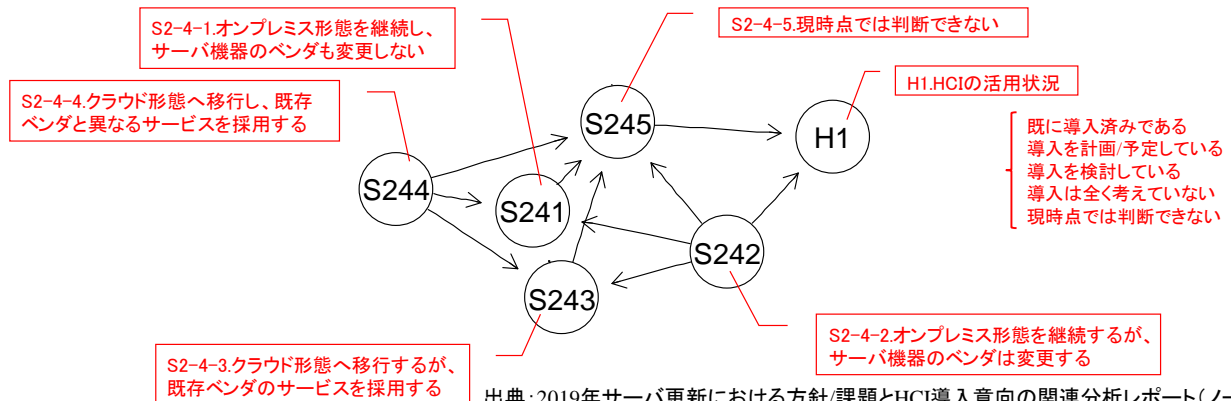 S2-4-1.オンプレミス形態を継続し、
サーバ機器のベンダも変更しない
S2-4-5.現時点では判断できない
S2-4-4.クラウド形態へ移行し、既存
ベンダと異なるサービスを採用する
H1.HCIの活用状況
S245
H1
既に導入済みである
導入を計画/予定している
導入を検討している
導入は全く考えていない
現時点では判断できない
S244
S241
S242
S243
S2-4-2.オンプレミス形態を継続するが、
サーバ機器のベンダは変更する
S2-4-3.クラウド形態へ移行するが、
既存ベンダのサービスを採用する
出典:2019年サーバ更新における方針/課題とHCI導入意向の関連分析レポート(ノー